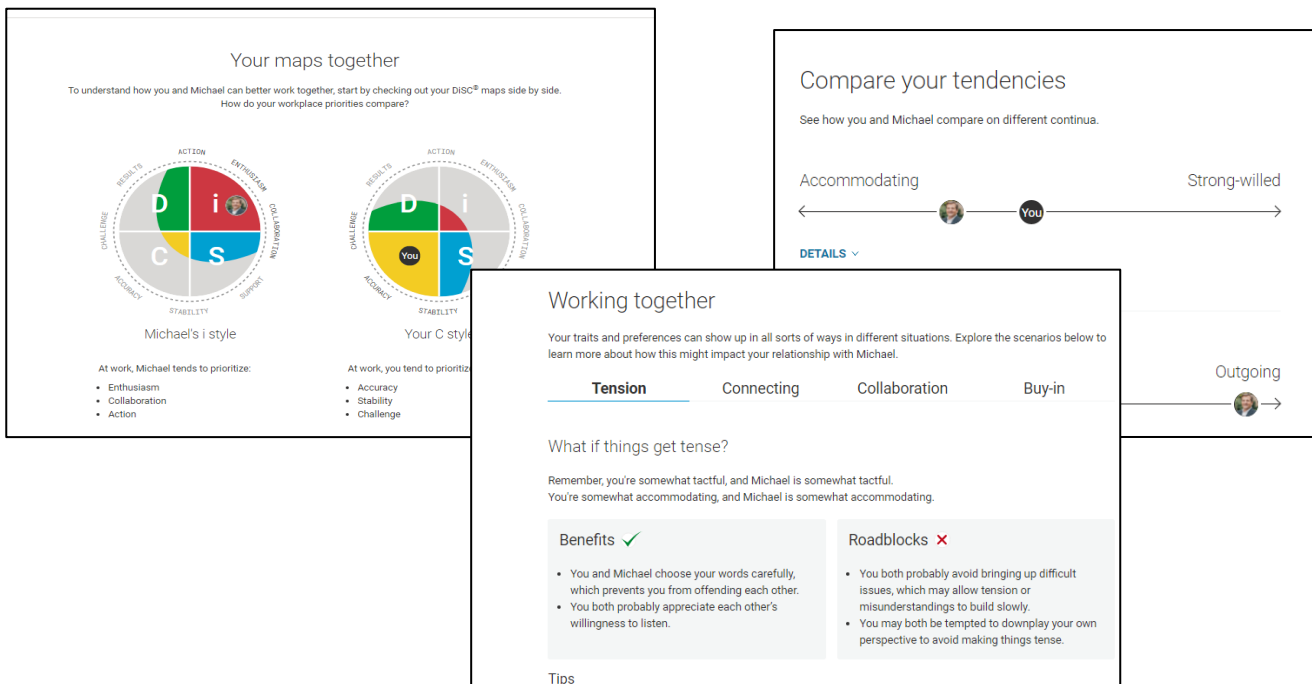 Your maps together
To understand how you and Michael can better work together, start by checking out your DiSC® maps side by side.
How do your workplace priorities compare?
ACTION
ENTHUSIASM
COLLABORATION
SUPPORT
STABILITY
ACCURACY
CHALLENGE
RESULTS
D
i
C
S
Michael's i style
At work, Michael tends to prioritize:
• Enthusiasm
• Collaboration
• Action
ACTION
ENTHUSIASM
COLLABORATION
STABILITY
ACCURACY
CHALLENGE
RESULTS
D
i
You
S
Your C style
At work, you tend to prioritize
• Accuracy
• Stability
• Challenge
Compare your tendencies
See how you and Michael compare on different continua.
Accommodating
Strong-willed
You
DETAILS
Outgoing
Working together
Your traits and preferences can show up in all sorts of ways in different situations. Explore the scenarios below to
learn more about how this might impact your relationship with Michael.
Tension Connecting Collaboration Buy-in
What if things get tense?
Remember, you're somewhat tactful, and Michael is somewhat tactful.
You're somewhat accommodating, and Michael is somewhat accommodating.
Benefits
• You and Michael choose your words carefully,
which prevents you from offending each other.
• You both probably appreciate each other's
willingness to listen.
Roadblocks
• You both probably avoid bringing up difficult
issues, which may allow tension or
misunderstandings to build slowly.
• You may both be tempted to downplay your own
perspective to avoid making things tense.
Tips